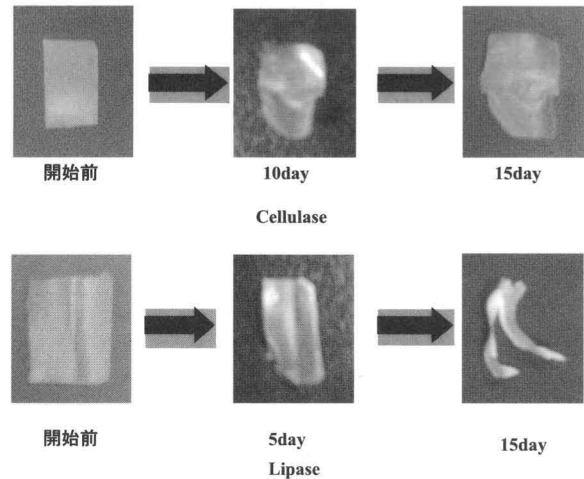 開始前
10day
15day
Cellulase
開始前
5day
15day
Lipase